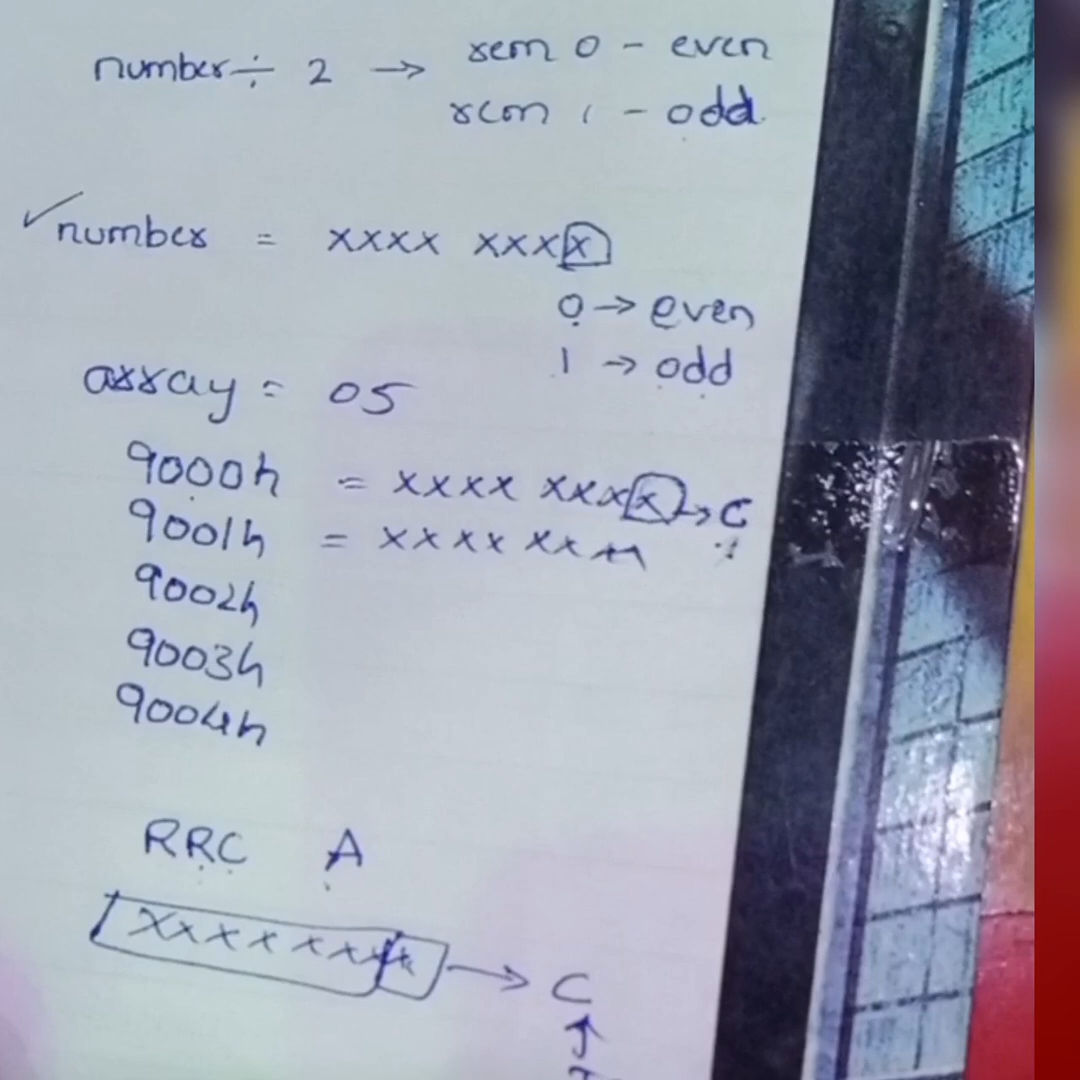 number ÷ 2 → rem 0 - even
rem 1 - odd
✓number = xxxx xxxx
0 → even
1 → odd
array = 05
9000h = xxxx xxxx → C
9001h = xxxx xx
9002h
9003h
9004h
RRC A
xxxxxxxx → C